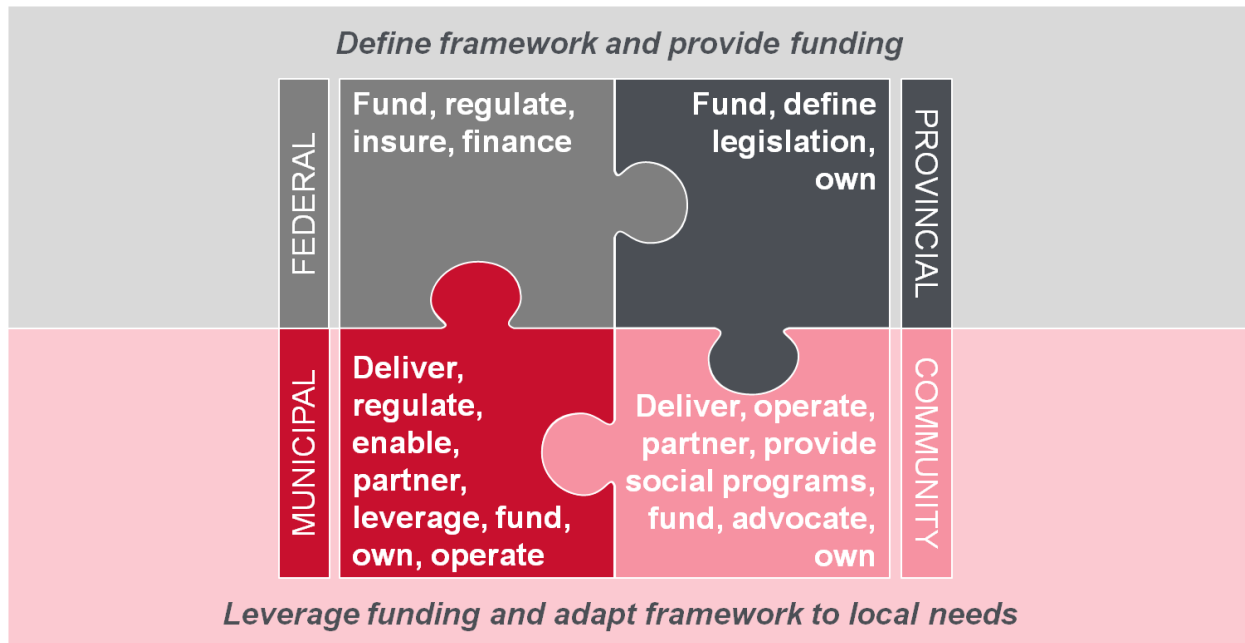 Define framework and provide funding
FEDERAL
Fund, regulate,
insure, finance
Fund, define
legislation,
own
PROVINCIAL
MUNICIPAL
Deliver,
regulate,
enable,
partner,
leverage, fund,
own, operate
Deliver, operate,
partner, provide
social programs,
fund, advocate,
own
COMMUNITY
Leverage funding and adapt framework to local needs